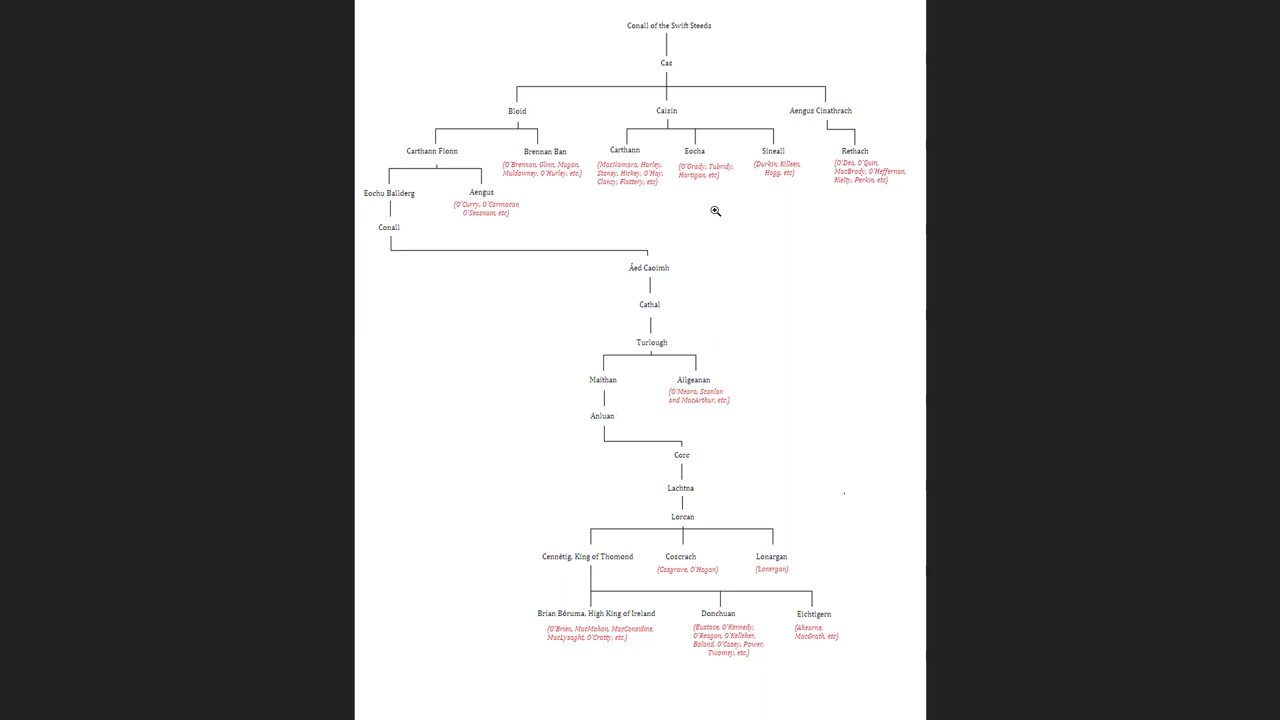 Conall of the Swift Steeds
Cas
Bloid
Caisin
Aengus Cinathrach
Carthann Fionn
Brennan Ban
Carthann
Eocha
Sineall
Rethach
(O'Brennan, Glinn, Magan,
Muldowney, O'Hurley, etc.)
(MacNamara, Harley,
Stoney, Hickey, O'Hay,
Clancy, Flattery, etc)
(O'Grady, Tubridy,
Hartigan, etc)
(Durkin, Killeen,
Hogg, etc)
(O'Dea, O'Quin,
MacBrody, O'Heffernan,
Kielty, Perkin, etc)
Eochu Ballderg
Aengus
(O'Curry, O'Cormacan,
O'Seasnain, etc)
Conall
Áed Caoimh
Cathal
Turlough
Maithan
Ailgeanan
(O'Meara, Scanlan
and MacArthur, etc.)
Anluan
Corc
Lachtna
Lorcan
Cennétig, King of Thomond
Coscrach
Lonargan
(Cosgrave, O'Hogan)
(Lonergan)
Brian Bóruma, High King of Ireland
Donchuan
Eichtigern
(O'Brien, MacMahon, MacConsidine,
MacLysaght, O'Cratty, etc.)
(Eustace, O'Kennedy,
O'Reagan, O'Kelleher,
Boland, O'Casey, Power,
Twomey, etc.)
(Ahearne,
MacGrath, etc)